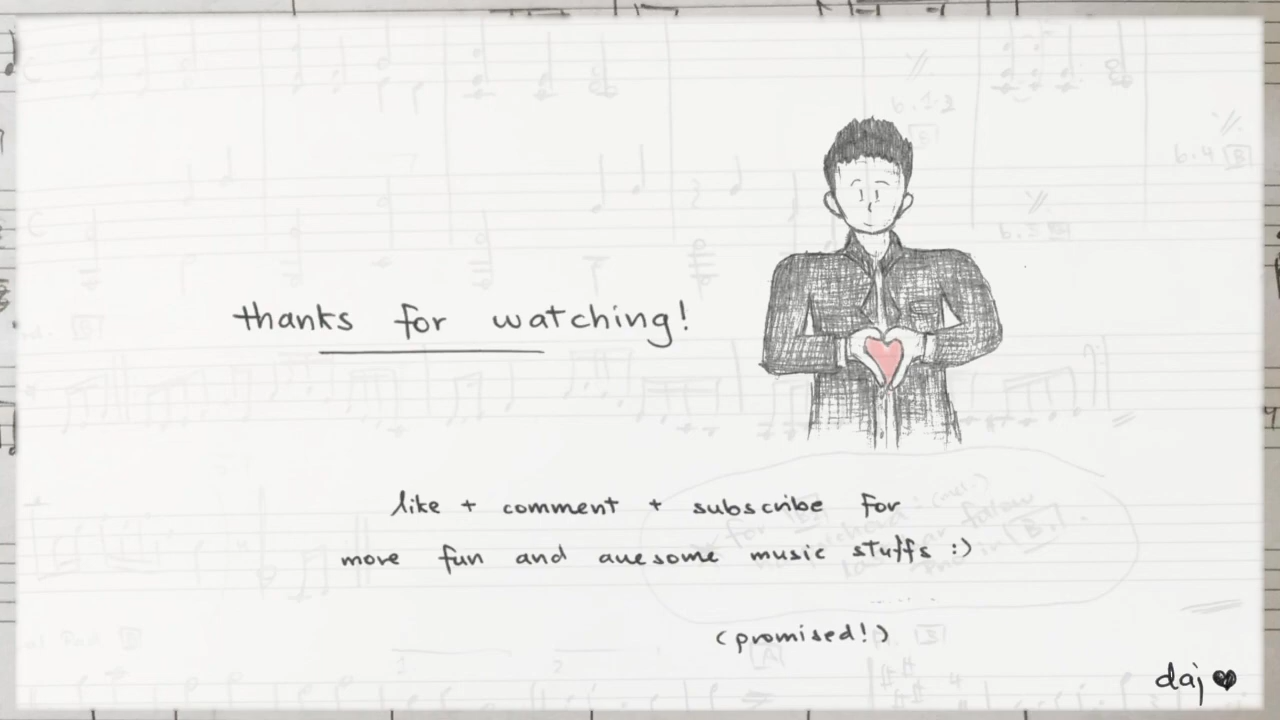 thanks for watching!
like + comment + subscribe for
more fun and awesome music stuffs :)
(promised!)
daj ♥